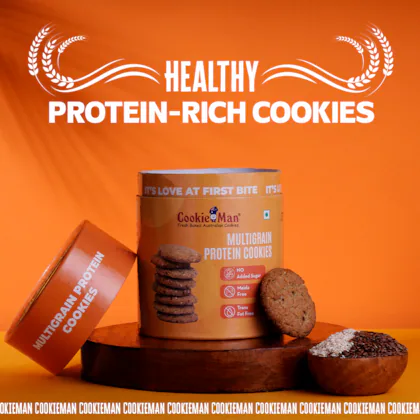 HEALTHY
PROTEIN-RICH COOKIES
IT'S LOVE AT FIRST BITE
IT'S
Cookie Man®
MULTIGRAIN
PROTEIN COOKIES
NO
Added Sugar
Maida
Free
Trans
Fat Free
MULTIGRAIN PROTEIN
COOKIES
COOKIEMAN COOKIEMAN COOKIEMAN COOKIEMAN COOKIEMAN COOKIEMAN COOKIEMAN COOKIEMAN